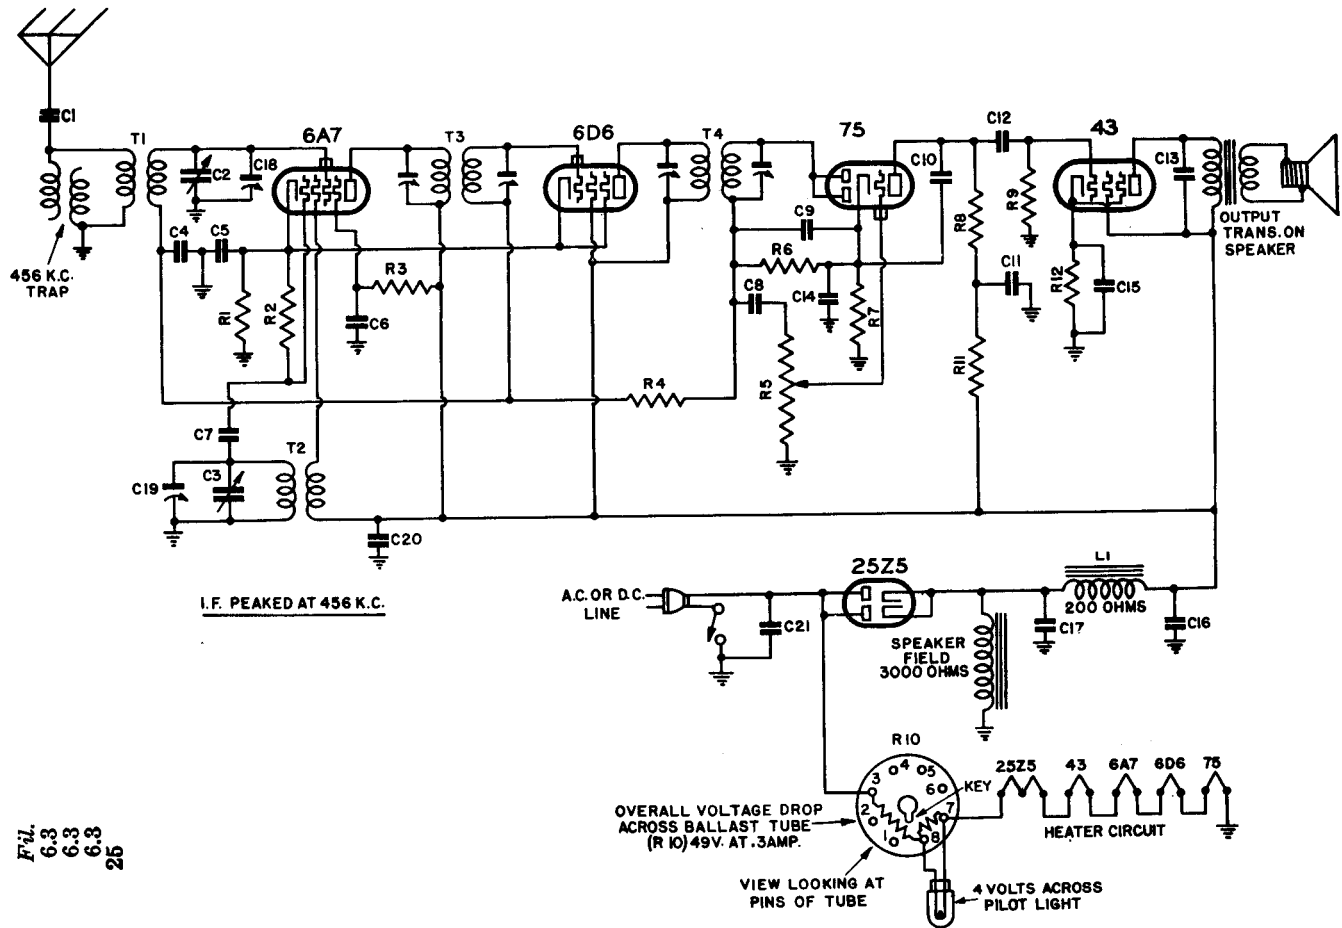 C1
T1
6A7
T3
6D6
T4
75
C10
C12
43
C13
C18
C2
C9
R8
R9
OUTPUT
TRANS. ON
SPEAKER
456 K.C.
TRAP
C4
C5
R3
R6
C8
C14
R7
C11
R12
C15
R1
R2
C6
R4
R5
R11
C7
T2
C19
C3
C20
I.F. PEAKED AT 456 K.C.
A.C. OR D.C.
LINE
C21
25Z5
L1
200 OHMS
C17
C16
SPEAKER
FIELD
3000 OHMS
R10
3
4
5
6
KEY
2
7
1
8
OVERALL VOLTAGE DROP
ACROSS BALLAST TUBE
(R 10) 49V. AT .3AMP.
VIEW LOOKING AT
PINS OF TUBE
4 VOLTS ACROSS
PILOT LIGHT
25Z5
43
6A7
6D6
75
HEATER CIRCUIT
Fil.
6.3
6.3
6.3
25